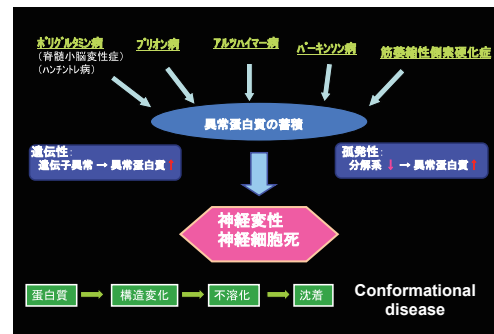 ポリグルタミン病
(脊髄小脳変性症)
(ハンチントレ病)
プリオン病
アルツハイマー病
パーキンソン病
筋萎縮性側索硬化症
異常蛋白質の蓄積
遺伝性:
遺伝子異常 → 異常蛋白質↑
孤発性:
分解系 ↓ → 異常蛋白質↑
神経変性
神経細胞死
蛋白質
構造変化
不溶化
沈着
Conformational
disease